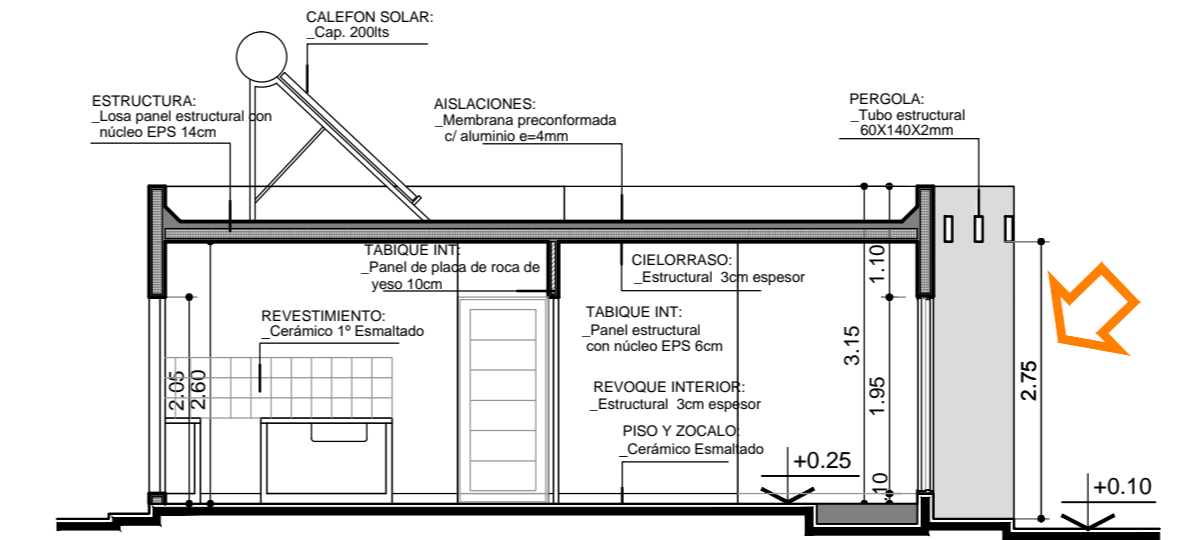 CALEFON SOLAR:
_Cap. 200lts
ESTRUCTURA:
_Losa panel estructural con
núcleo EPS 14cm
AISLACIONES:
_Membrana preconformada
c/ aluminio e=4mm
PERGOLA:
_Tubo estructural
60X140X2mm
TABIQUE INT:
_Panel de placa de roca de
yeso 10cm
CIELORRASO:
_Estructural 3cm espesor
REVESTIMIENTO:
_Cerámico 1º Esmaltado
TABIQUE INT:
_Panel estructural
con núcleo EPS 6cm
REVOQUE INTERIOR:
_Estructural 3cm espesor
PISO Y ZOCALO:
_Cerámico Esmaltado
2.05
2.60
3.15
1.10
1.95
.10
2.75
+0.25
+0.10